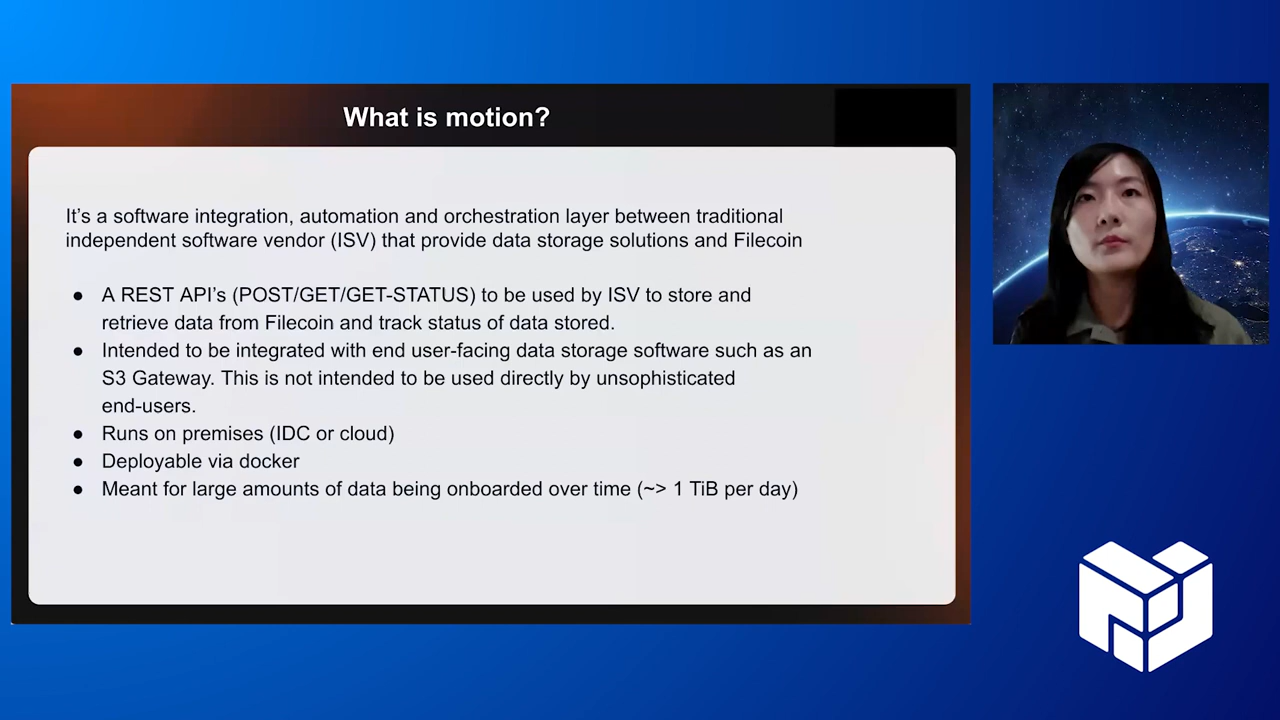 What is motion?
It’s a software integration, automation and orchestration layer between traditional
independent software vendor (ISV) that provide data storage solutions and Filecoin
● A REST API’s (POST/GET/GET-STATUS) to be used by ISV to store and
retrieve data from Filecoin and track status of data stored.
● Intended to be integrated with end user-facing data storage software such as an
S3 Gateway. This is not intended to be used directly by unsophisticated
end-users.
● Runs on premises (IDC or cloud)
● Deployable via docker
● Meant for large amounts of data being onboarded over time (~> 1 TiB per day)